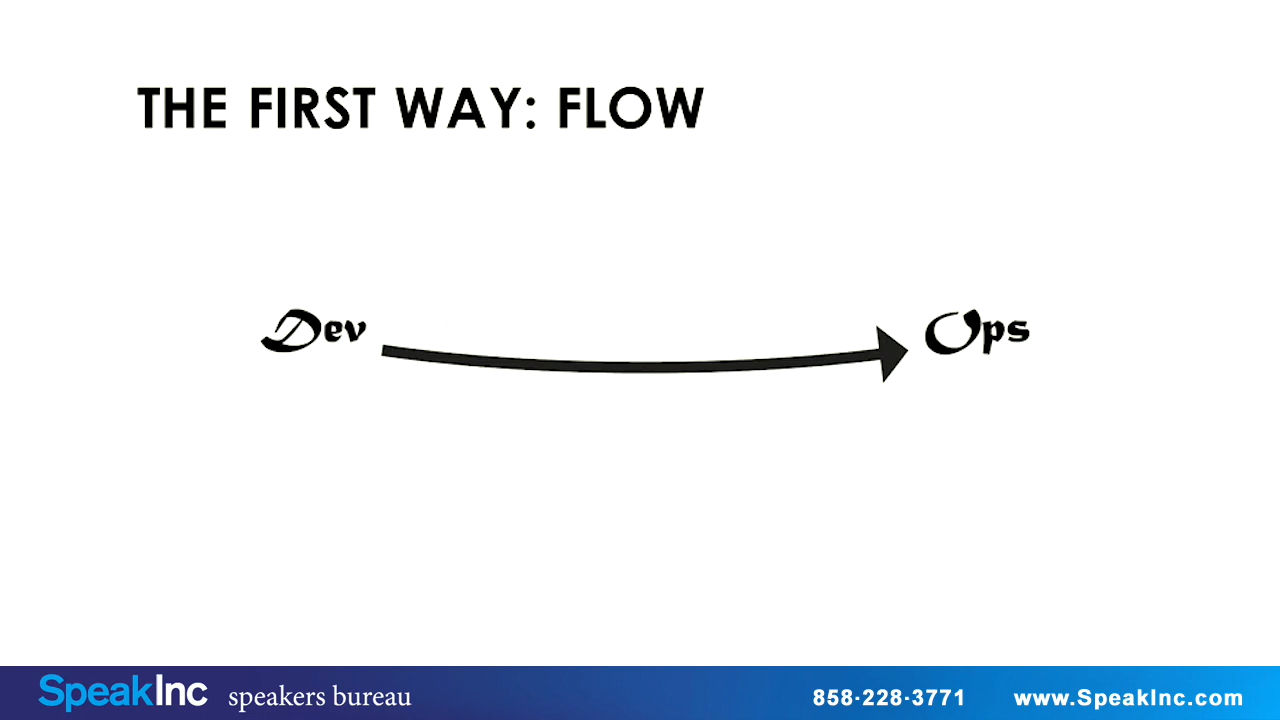 THE FIRST WAY: FLOW
Dev
Ops
SpeakInc speakers bureau
858·228·3771
www.SpeakInc.com